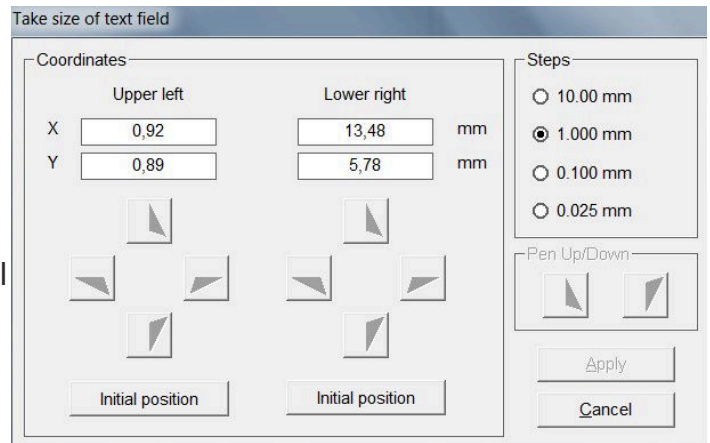 Take size of text field
Coordinates
Upper left Lower right
X 0,92 13,48 mm
Y 0,89 5,78 mm
Initial position Initial position
Steps
10.00 mm
1.000 mm
0.100 mm
0.025 mm
Pen Up/Down
Apply
Cancel